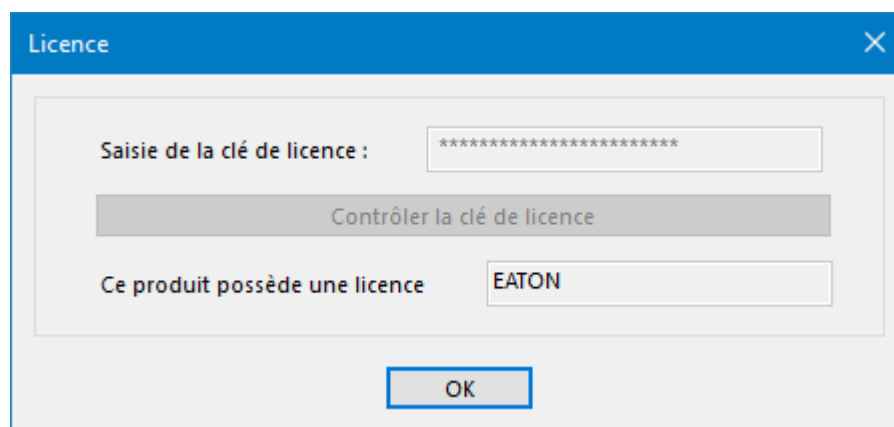 Licence
Saisie de la clé de licence : ************************
Contrôler la clé de licence
Ce produit possède une licence EATON
OK